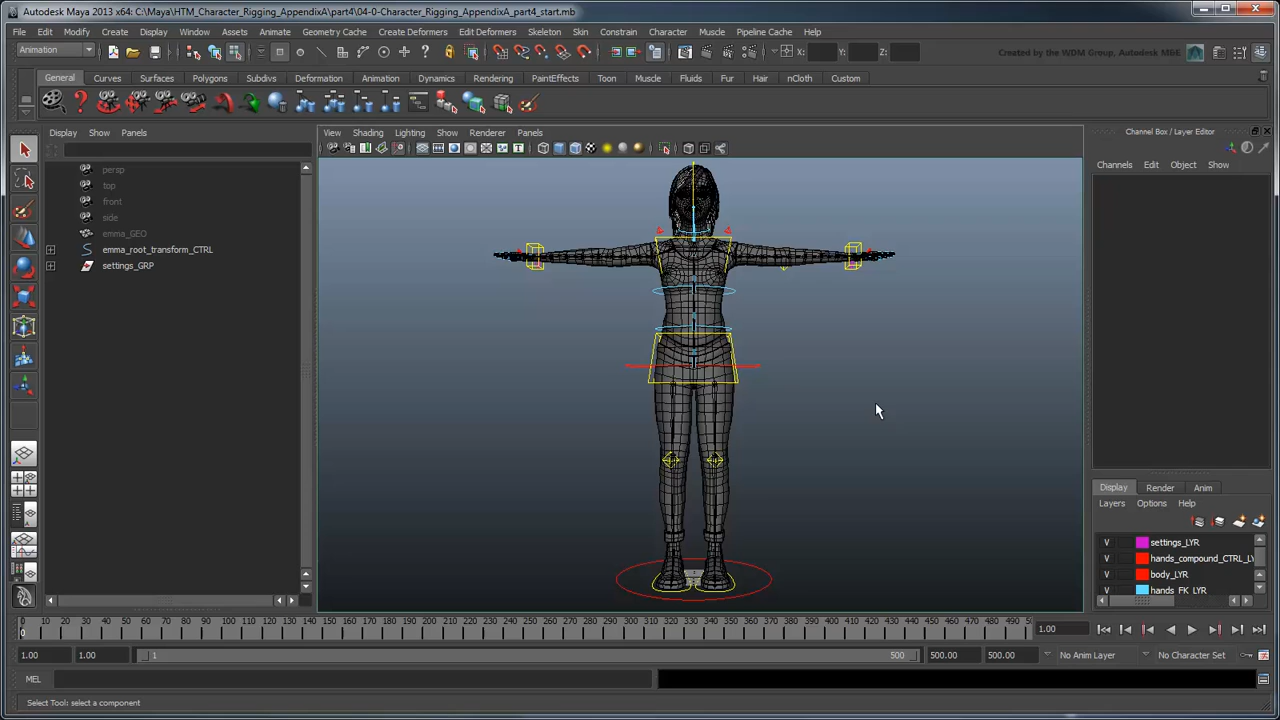 Autodesk Maya 2013 x64: C:\Maya\HTM_Character_Rigging_AppendixA\part4\04-0-Character_Rigging_AppendixA_part4_start.mb
File Edit Modify Create Display Window Assets Animate Geometry Cache Create Deformers Edit Deformers Skeleton Skin Constrain Character Muscle Pipeline Cache Help
Animation X: Y: Z: Created by the WDM Group, Autodesk M&E
General Curves Surfaces Polygons Subdivs Deformation Animation Dynamics Rendering PaintEffects Toon Muscle Fluids Fur Hair nCloth Custom
Display Show Panels
View Shading Lighting Show Renderer Panels
Channel Box / Layer Editor
Channels Edit Object Show
persp
top
front
side
emma_GEO
emma_root_transform_CTRL
settings_GRP
Display Render Anim
Layers Options Help
V settings_LYR
V hands_compound_CTRL_LY
V body_LYR
V hands_FK_LYR
0 10 20 30 40 50 60 70 80 90 100 110 120 130 140 150 160 170 180 190 200 210 220 230 240 250 260 270 280 290 300 310 320 330 340 350 360 370 380 390 400 410 420 430 440 450 460 470 480 490 5
0
1.00
1.00 1.00 1 500 500.00 500.00 No Anim Layer No Character Set
MEL
Select Tool: select a component